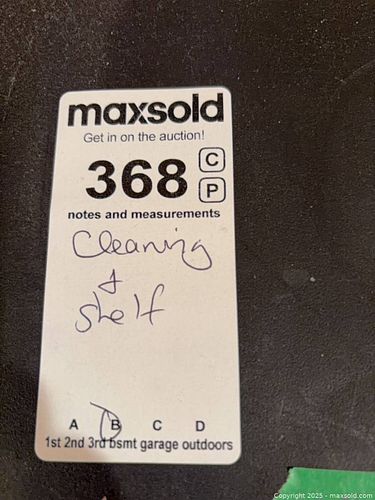 maxsold
Get in on the auction!
368 C
P
notes and measurements
Cleaning
&
shelf
A B C D
1st 2nd 3rd bsmt garage outdoors
Copyright 2025 - maxsold.com